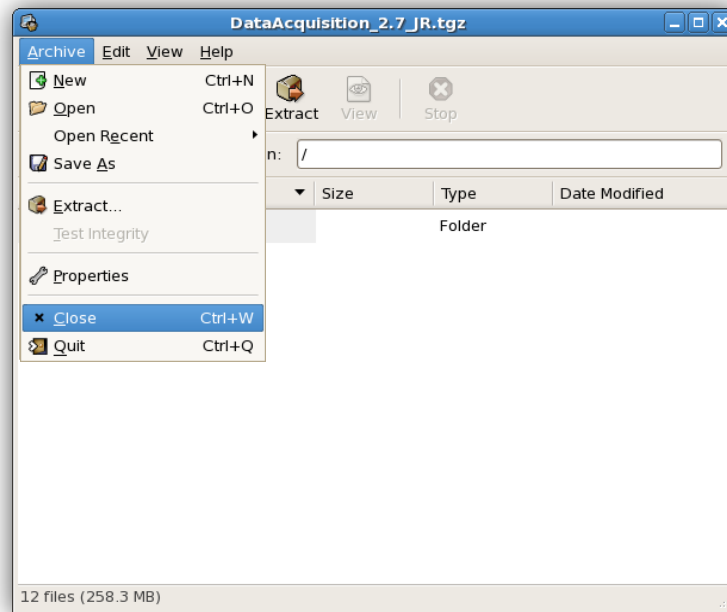 DataAcquisition_2.7_JR.tgz
Archive Edit View Help
New Ctrl+N
Open Ctrl+O
Open Recent
Save As
Extract...
Test Integrity
Properties
Close Ctrl+W
Quit Ctrl+Q
Extract View Stop
n: /
Size Type Date Modified
Folder
12 files (258.3 MB)